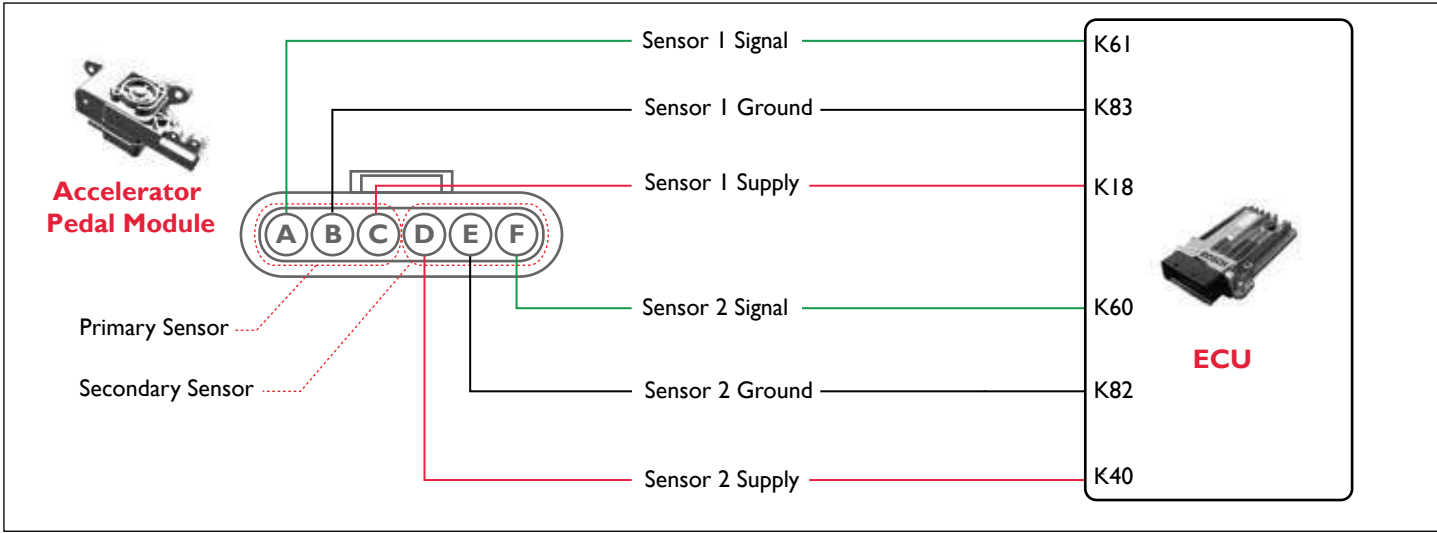 Sensor 1 Signal
K61
Sensor 1 Ground
K83
Accelerator
Pedal Module
Sensor 1 Supply
K18
A B C D E F
BOSCH
Primary Sensor
Sensor 2 Signal
K60
ECU
Secondary Sensor
Sensor 2 Ground
K82
Sensor 2 Supply
K40